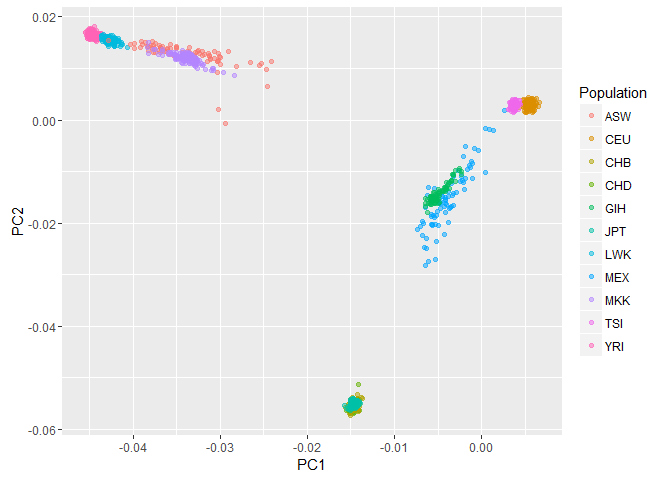 0.02
0.00
-0.02
-0.04
-0.06
PC2
-0.04
-0.03
-0.02
-0.01
0.00
PC1
Population
ASW
CEU
CHB
CHD
GIH
JPT
LWK
MEX
MKK
TSI
YRI